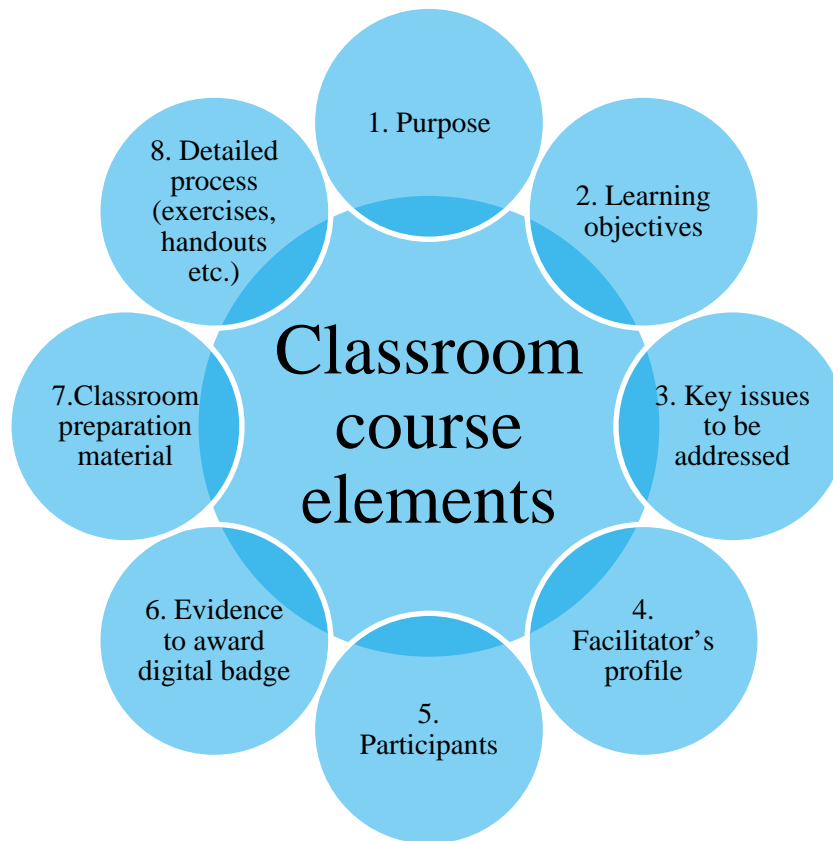 Classroom
course
elements
1. Purpose
2. Learning
objectives
3. Key issues
to be
addressed
4.
Facilitator’s
profile
5.
Participants
6. Evidence
to award
digital badge
7.Classroom
preparation
material
8. Detailed
process
(exercises,
handouts
etc.)